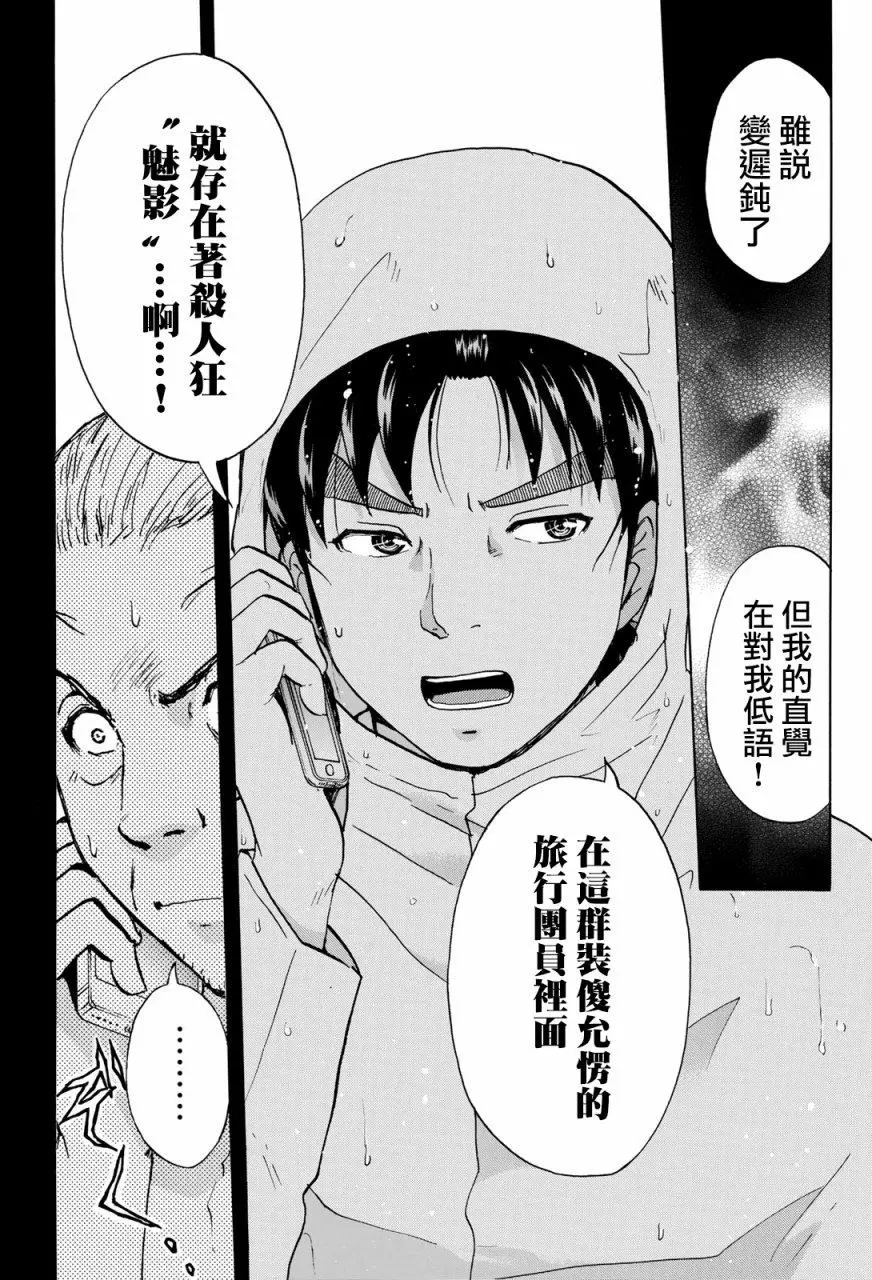 雖説
變遲鈍了
但我的直覺
在對我低語！
在這群裝傻允愣的
旅行團員裡面
就存在著殺人狂
〝魅影〞…啊…！
………